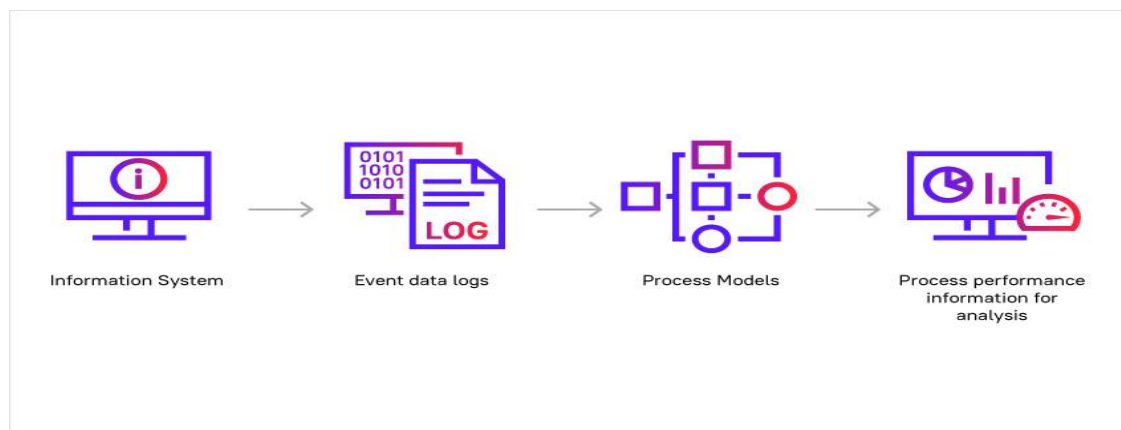 i
0101
1010
0101
LOG
Information System
Event data logs
Process Models
Process performance
information for
analysis